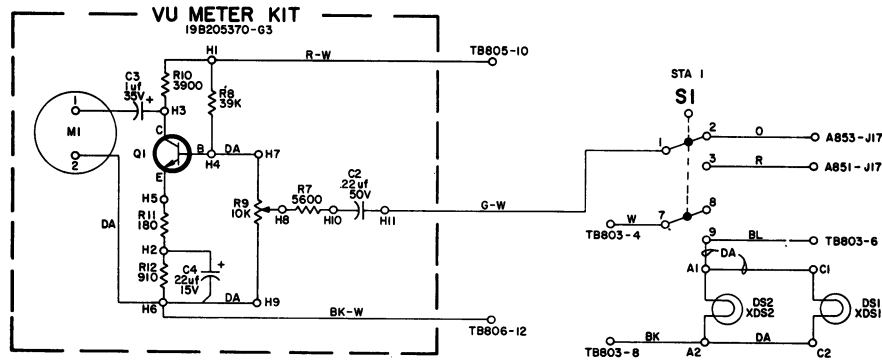 VU METER KIT
19B205370-G3
H1
R-W
TB805-10
R10
3900
R8
39K
C3
1uf
35V
+
H3
1
M1
2
C
Q1
B
E
H4
DA
H7
STA 1
S1
1
2
O
A853-J17
3
R
A851-J17
H5
R11
180
DA
R9
10K
H8
R7
5600
H10
C2
.22uf
50V
H11
G-W
W
TB803-4
7
8
H2
R12
910
C4
22uf
15V
+
H6
DA
H9
BK-W
TB806-12
9
BL
TB803-6
DA
A1
C1
DS2
XDS2
DS1
XDS1
BK
TB803-8
A2
DA
C2